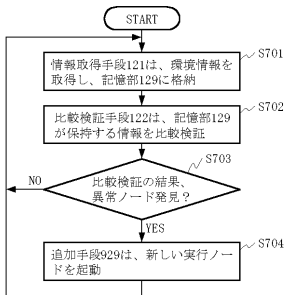 START
S701
情報取得手段121は、環境情報を
取得し、記憶部129に格納
S702
比較検証手段122は、記憶部129
が保持する情報を比較検証
S703
比較検証の結果、
異常ノード発見？
NO
YES
S704
追加手段929は、新しい実行ノー
ドを起動